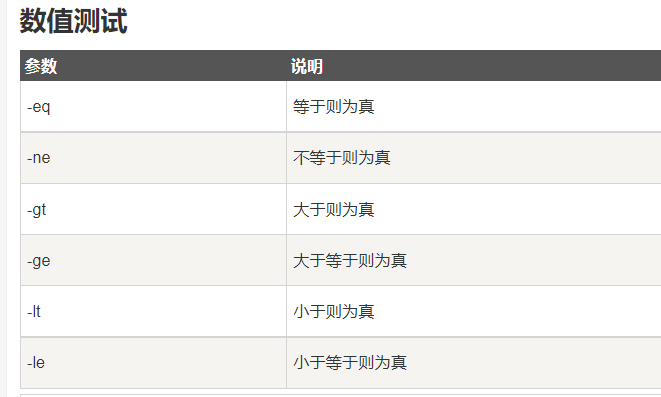 数值测试
参数 说明
-eq 等于则为真
-ne 不等于则为真
-gt 大于则为真
-ge 大于等于则为真
-lt 小于则为真
-le 小于等于则为真